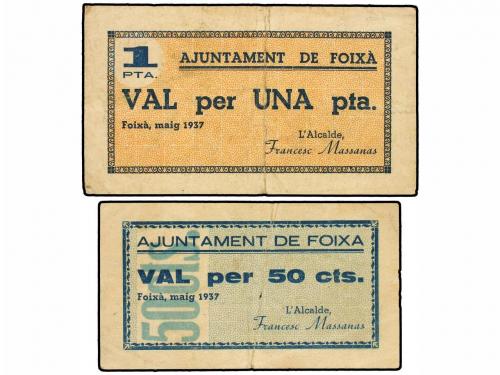 1
PTA.
AJUNTAMENT DE FOIXÀ
VAL per UNA pta.
Foixà, maig 1937
L'Alcalde,
Francesc Massanas
50 CTS.
AJUNTAMENT DE FOIXA
VAL per 50 cts.
Foixà, maig 1937
L'Alcalde,
Francesc Massanas